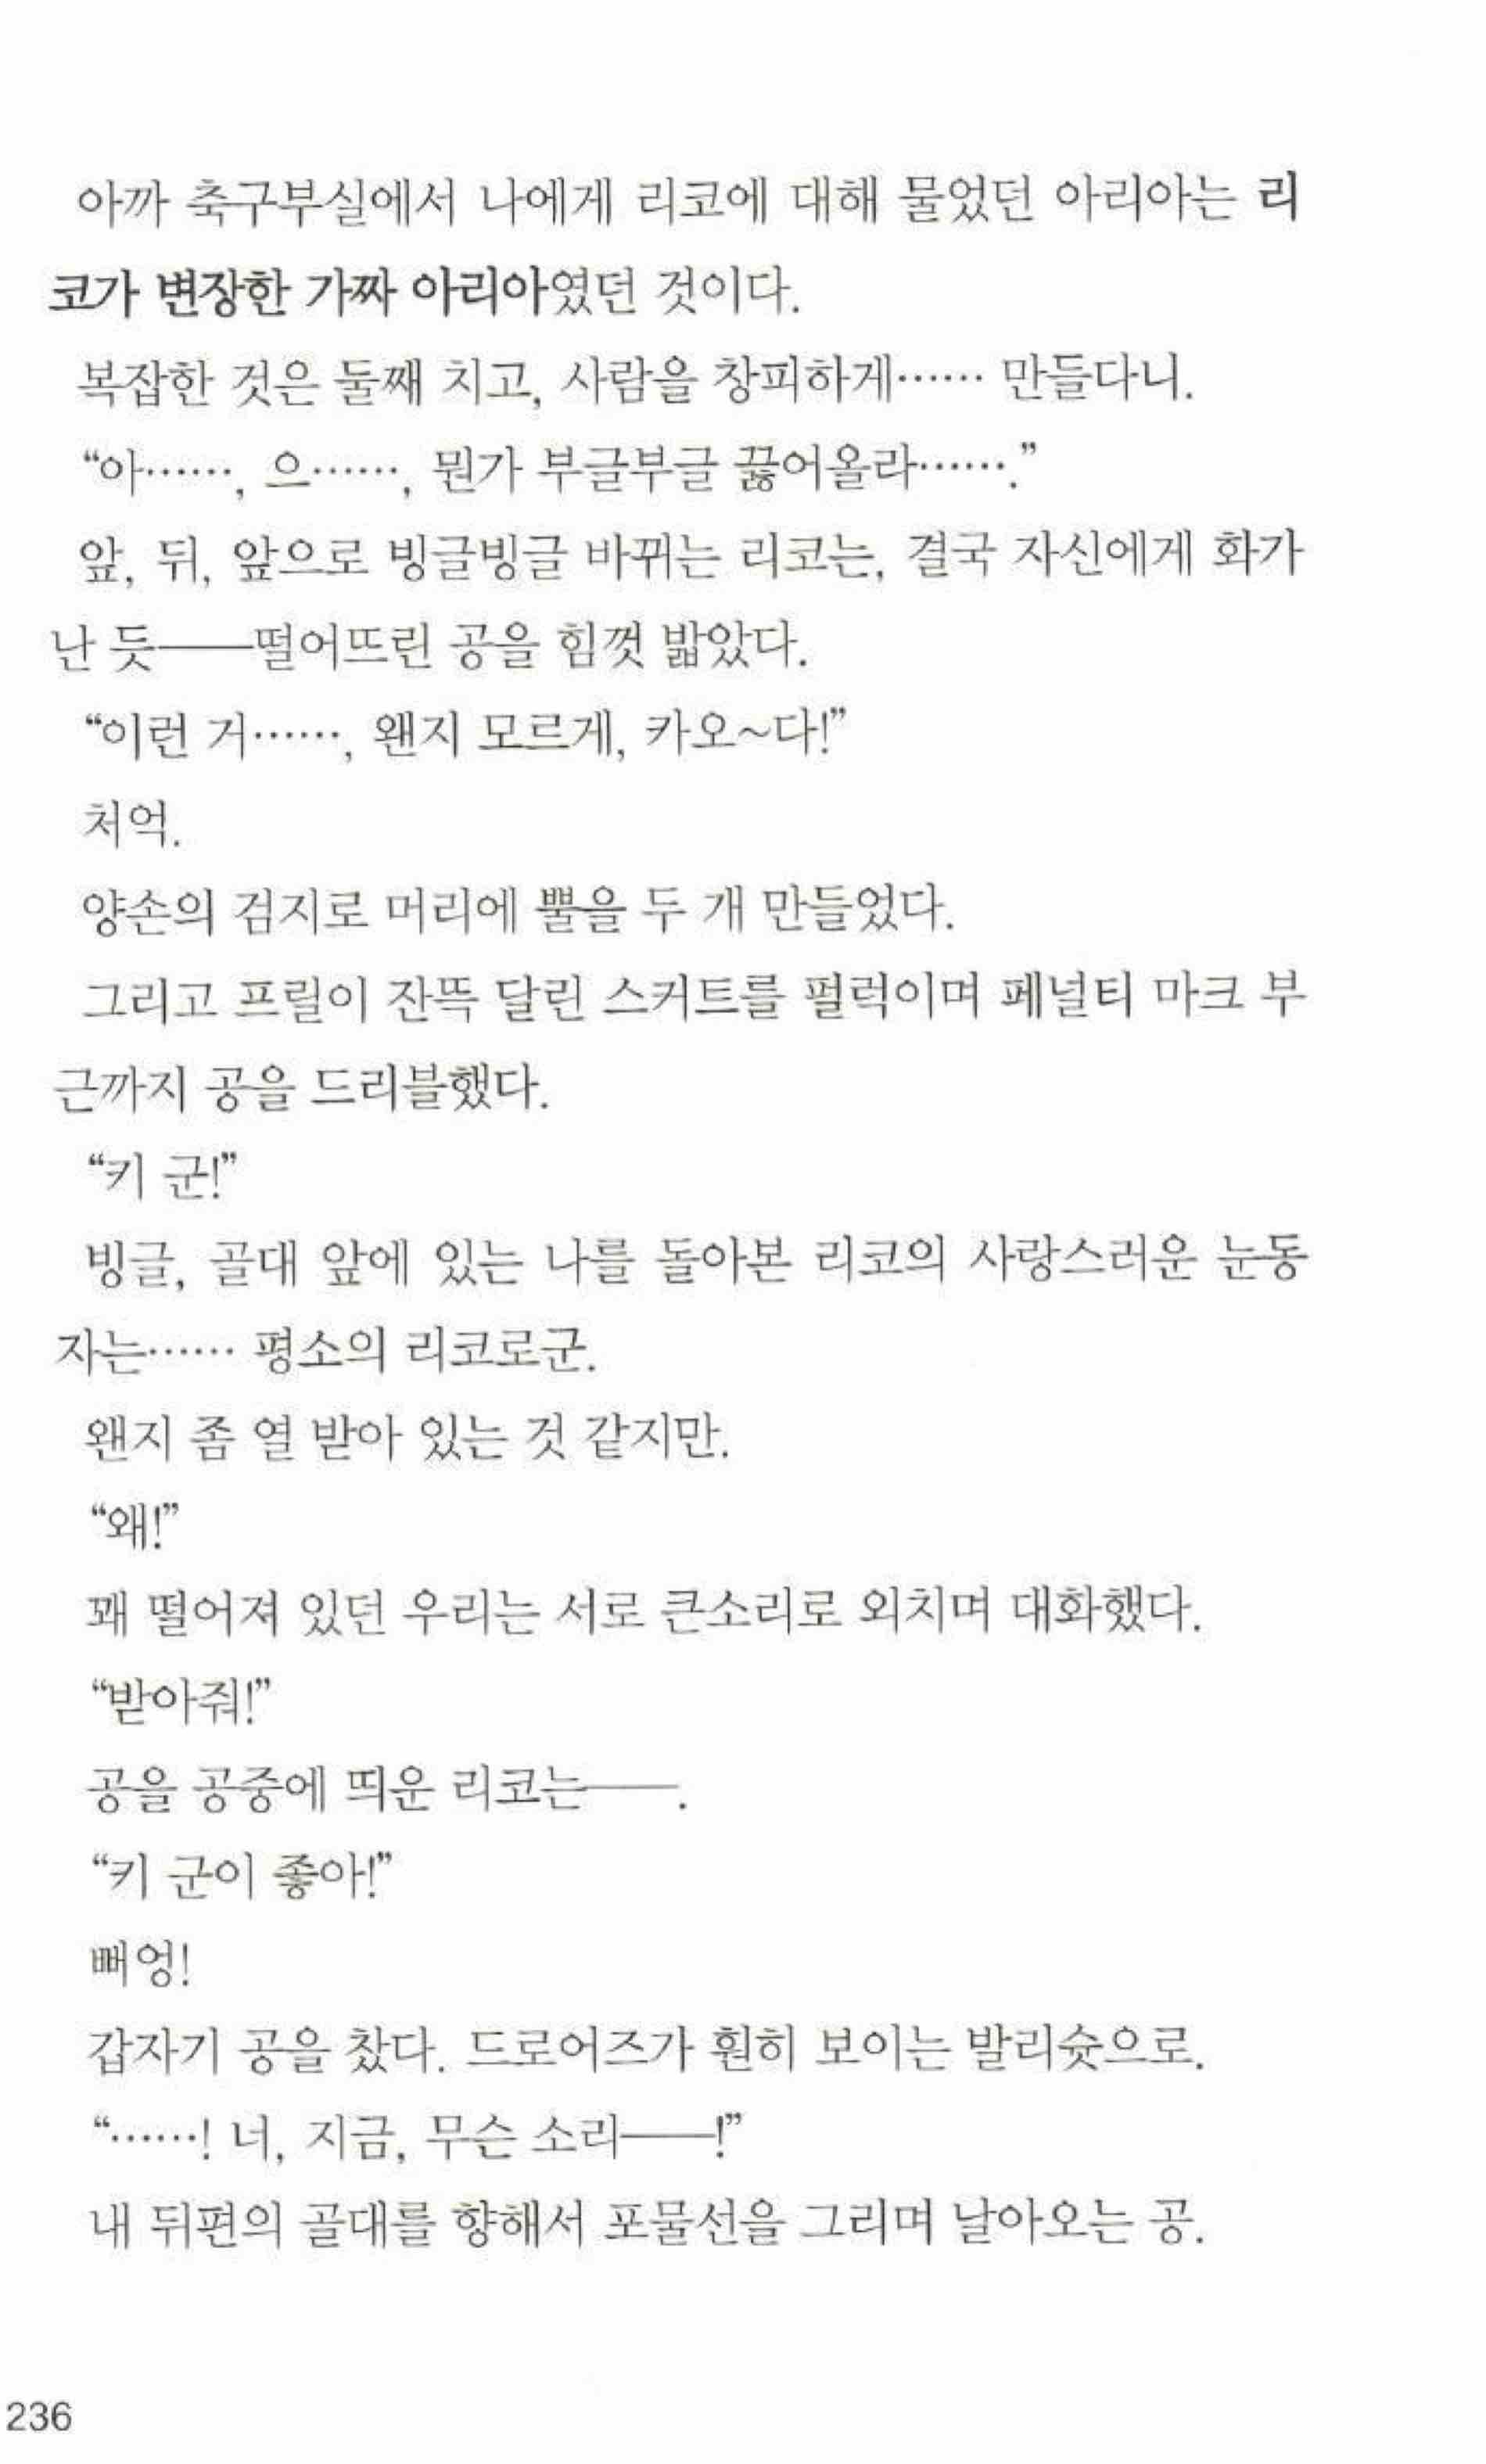 아까 축구부실에서 나에게 리코에 대해 물었던 아리아는 리
코가 변장한 가짜 아리아였던 것이다.
복잡한 것은 둘째 치고, 사람을 창피하게…… 만들다니.
“아……, 으……, 뭔가 부글부글 끓어올라…….”
앞, 뒤, 앞으로 빙글빙글 바뀌는 리코는, 결국 자신에게 화가
난 듯――떨어뜨린 공을 힘껏 밟았다.
“이런 거……, 왠지 모르게, 카오~다!”
처억.
양손의 검지로 머리에 뿔을 두 개 만들었다.
그리고 프릴이 잔뜩 달린 스커트를 펄럭이며 페널티 마크 부
근까지 공을 드리블했다.
“키 군!”
빙글, 골대 앞에 있는 나를 돌아본 리코의 사랑스러운 눈동
자는…… 평소의 리코로군.
왠지 좀 열 받아 있는 것 같지만.
“왜!”
꽤 떨어져 있던 우리는 서로 큰소리로 외치며 대화했다.
“받아줘!”
공을 공중에 띄운 리코는――.
“키 군이 좋아!”
뻐엉!
갑자기 공을 찼다. 드로어즈가 훤히 보이는 발리슛으로.
“……! 너, 지금, 무슨 소리――!”
내 뒤편의 골대를 향해서 포물선을 그리며 날아오는 공.
236